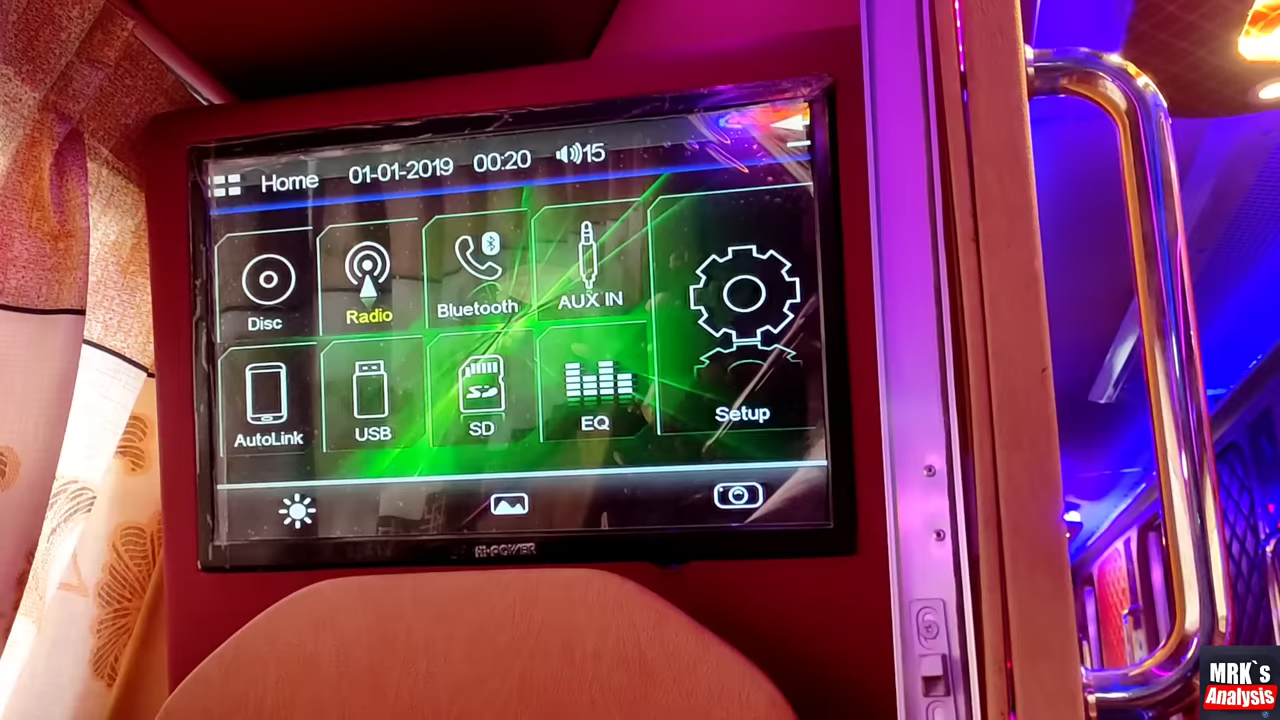 Home 01-01-2019 00:20 15
Disc Radio Bluetooth AUX IN
AutoLink USB SD EQ Setup
Hi-POWER
MRK`s
Analysis